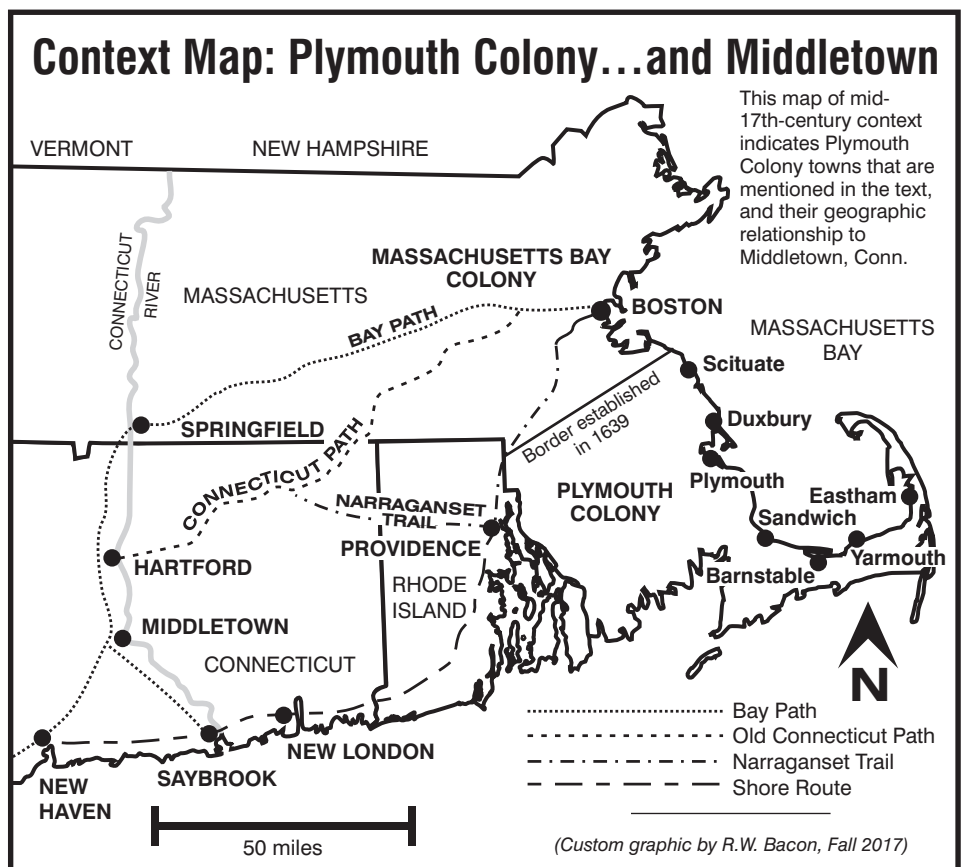 Context Map: Plymouth Colony…and Middletown
This map of mid-
17th-century context
indicates Plymouth
Colony towns that are
mentioned in the text,
and their geographic
relationship to
Middletown, Conn.
VERMONT
NEW HAMPSHIRE
CONNECTICUT
RIVER
MASSACHUSETTS
MASSACHUSETTS BAY
COLONY
BAY PATH
BOSTON
MASSACHUSETTS
BAY
Scituate
Border established
in 1639
Duxbury
SPRINGFIELD
CONNECTICUT PATH
Plymouth
PLYMOUTH
COLONY
Eastham
NARRAGANSET
TRAIL
Sandwich
PROVIDENCE
Yarmouth
HARTFORD
Barnstable
RHODE
ISLAND
MIDDLETOWN
CONNECTICUT
N
NEW LONDON
SAYBROOK
NEW
HAVEN
Bay Path
Old Connecticut Path
Narraganset Trail
Shore Route
50 miles
(Custom graphic by R.W. Bacon, Fall 2017)